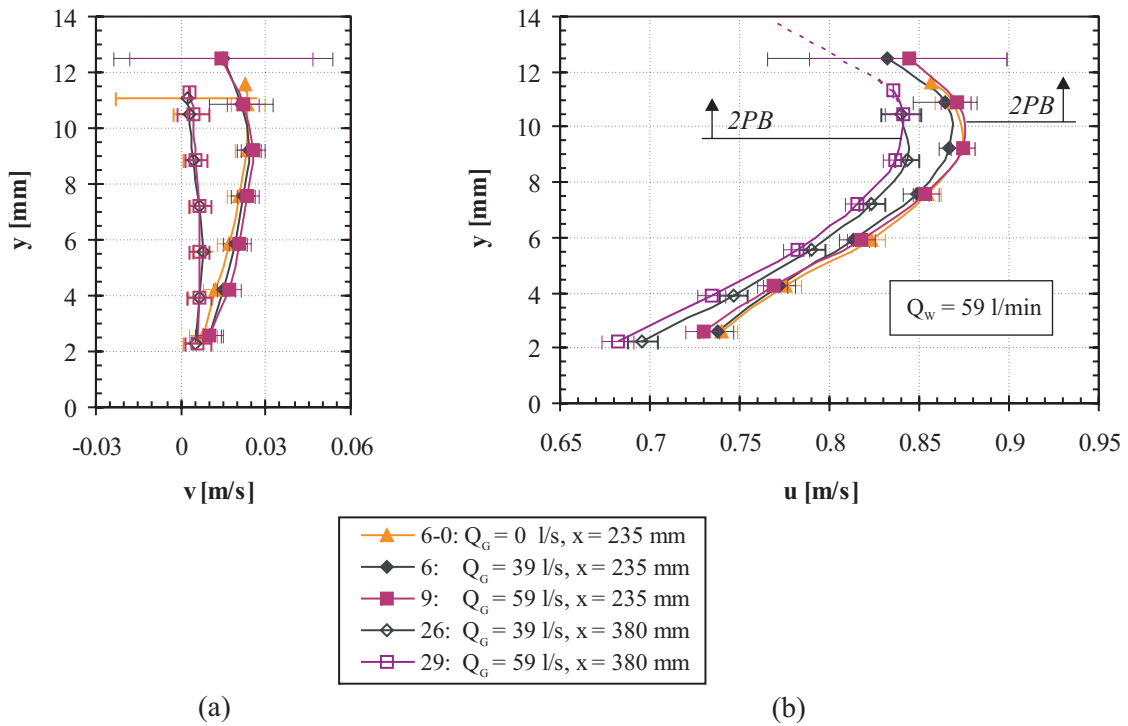 14
12
10
8
6
4
2
0
y [mm]
-0.03
0
0.03
0.06
v [m/s]
14
12
10
8
6
4
2
0
y [mm]
2PB
2PB
Q_W = 59 l/min
0.65
0.7
0.75
0.8
0.85
0.9
0.95
u [m/s]
6-0: Q_G = 0 l/s, x = 235 mm
6: Q_G = 39 l/s, x = 235 mm
9: Q_G = 59 l/s, x = 235 mm
26: Q_G = 39 l/s, x = 380 mm
29: Q_G = 59 l/s, x = 380 mm
(a)
(b)